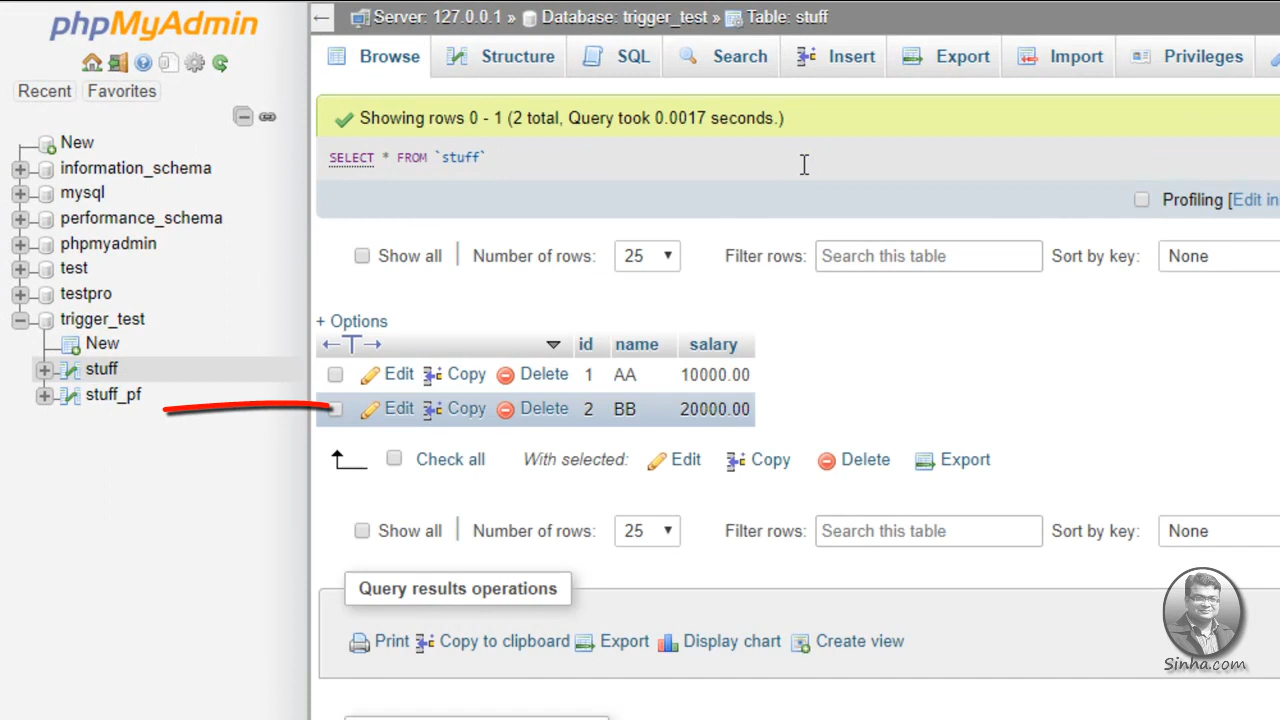 phpMyAdmin
Recent Favorites
New
information_schema
mysql
performance_schema
phpmyadmin
test
testpro
trigger_test
New
stuff
stuff_pf
Server: 127.0.0.1 » Database: trigger_test » Table: stuff
Browse Structure SQL Search Insert Export Import Privileges
Showing rows 0 - 1 (2 total, Query took 0.0017 seconds.)
SELECT * FROM `stuff`
Profiling [Edit in
Show all Number of rows: 25 Filter rows: Search this table Sort by key: None
+ Options
id name salary
Edit Copy Delete 1 AA 10000.00
Edit Copy Delete 2 BB 20000.00
Check all With selected: Edit Copy Delete Export
Show all Number of rows: 25 Filter rows: Search this table Sort by key: None
Query results operations
Print Copy to clipboard Export Display chart Create view
Sinha.com